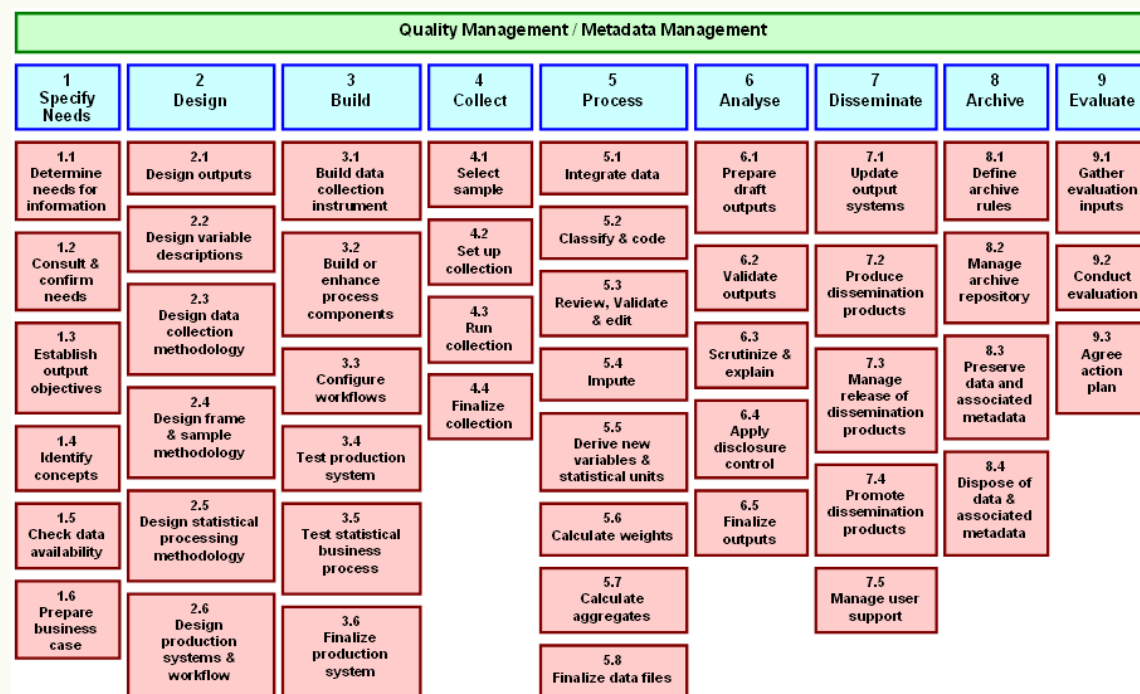 Quality Management / Metadata Management
1
Specify
Needs
2
Design
3
Build
4
Collect
5
Process
6
Analyse
7
Disseminate
8
Archive
9
Evaluate
1.1
Determine
needs for
information
1.2
Consult &
confirm
needs
1.3
Establish
output
objectives
1.4
Identify
concepts
1.5
Check data
availability
1.6
Prepare
business
case
2.1
Design outputs
2.2
Design variable
descriptions
2.3
Design data
collection
methodology
2.4
Design frame
& sample
methodology
2.5
Design statistical
processing
methodology
2.6
Design
production
systems &
workflow
3.1
Build data
collection
instrument
3.2
Build or
enhance
process
components
3.3
Configure
workflows
3.4
Test production
system
3.5
Test statistical
business
process
3.6
Finalize
production
system
4.1
Select
sample
4.2
Set up
collection
4.3
Run
collection
4.4
Finalize
collection
5.1
Integrate data
5.2
Classify & code
5.3
Review, Validate
& edit
5.4
Impute
5.5
Derive new
variables &
statistical units
5.6
Calculate weights
5.7
Calculate
aggregates
5.8
Finalize data files
6.1
Prepare
draft
outputs
6.2
Validate
outputs
6.3
Scrutinize &
explain
6.4
Apply
disclosure
control
6.5
Finalize
outputs
7.1
Update
output
systems
7.2
Produce
dissemination
products
7.3
Manage
release of
dissemination
products
7.4
Promote
dissemination
products
7.5
Manage user
support
8.1
Define
archive
rules
8.2
Manage
archive
repository
8.3
Preserve
data and
associated
metadata
8.4
Dispose of
data &
associated
metadata
9.1
Gather
evaluation
inputs
9.2
Conduct
evaluation
9.3
Agree
action
plan